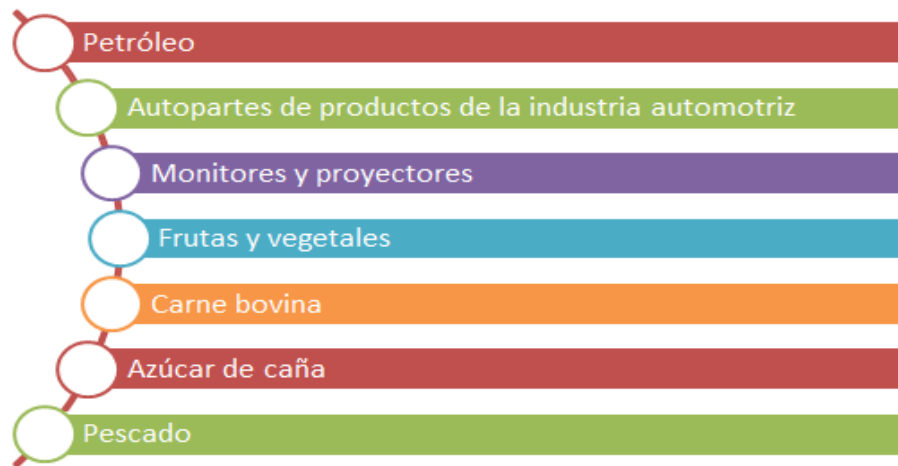 Petróleo
Autopartes de productos de la industria automotriz
Monitores y proyectores
Frutas y vegetales
Carne bovina
Azúcar de caña
Pescado